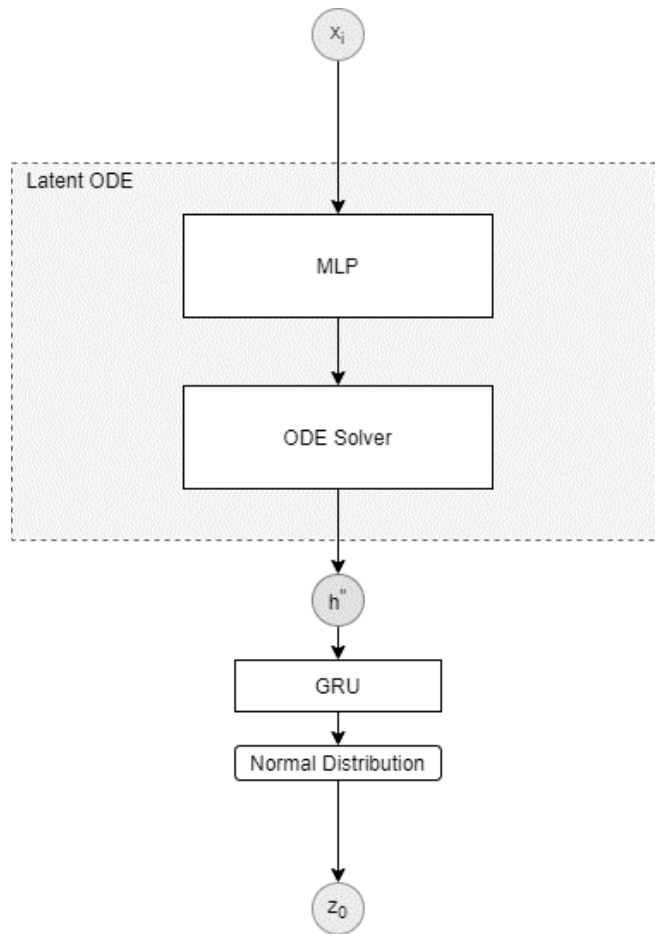 xᵢ
Latent ODE
MLP
ODE Solver
h"
GRU
Normal Distribution
z₀